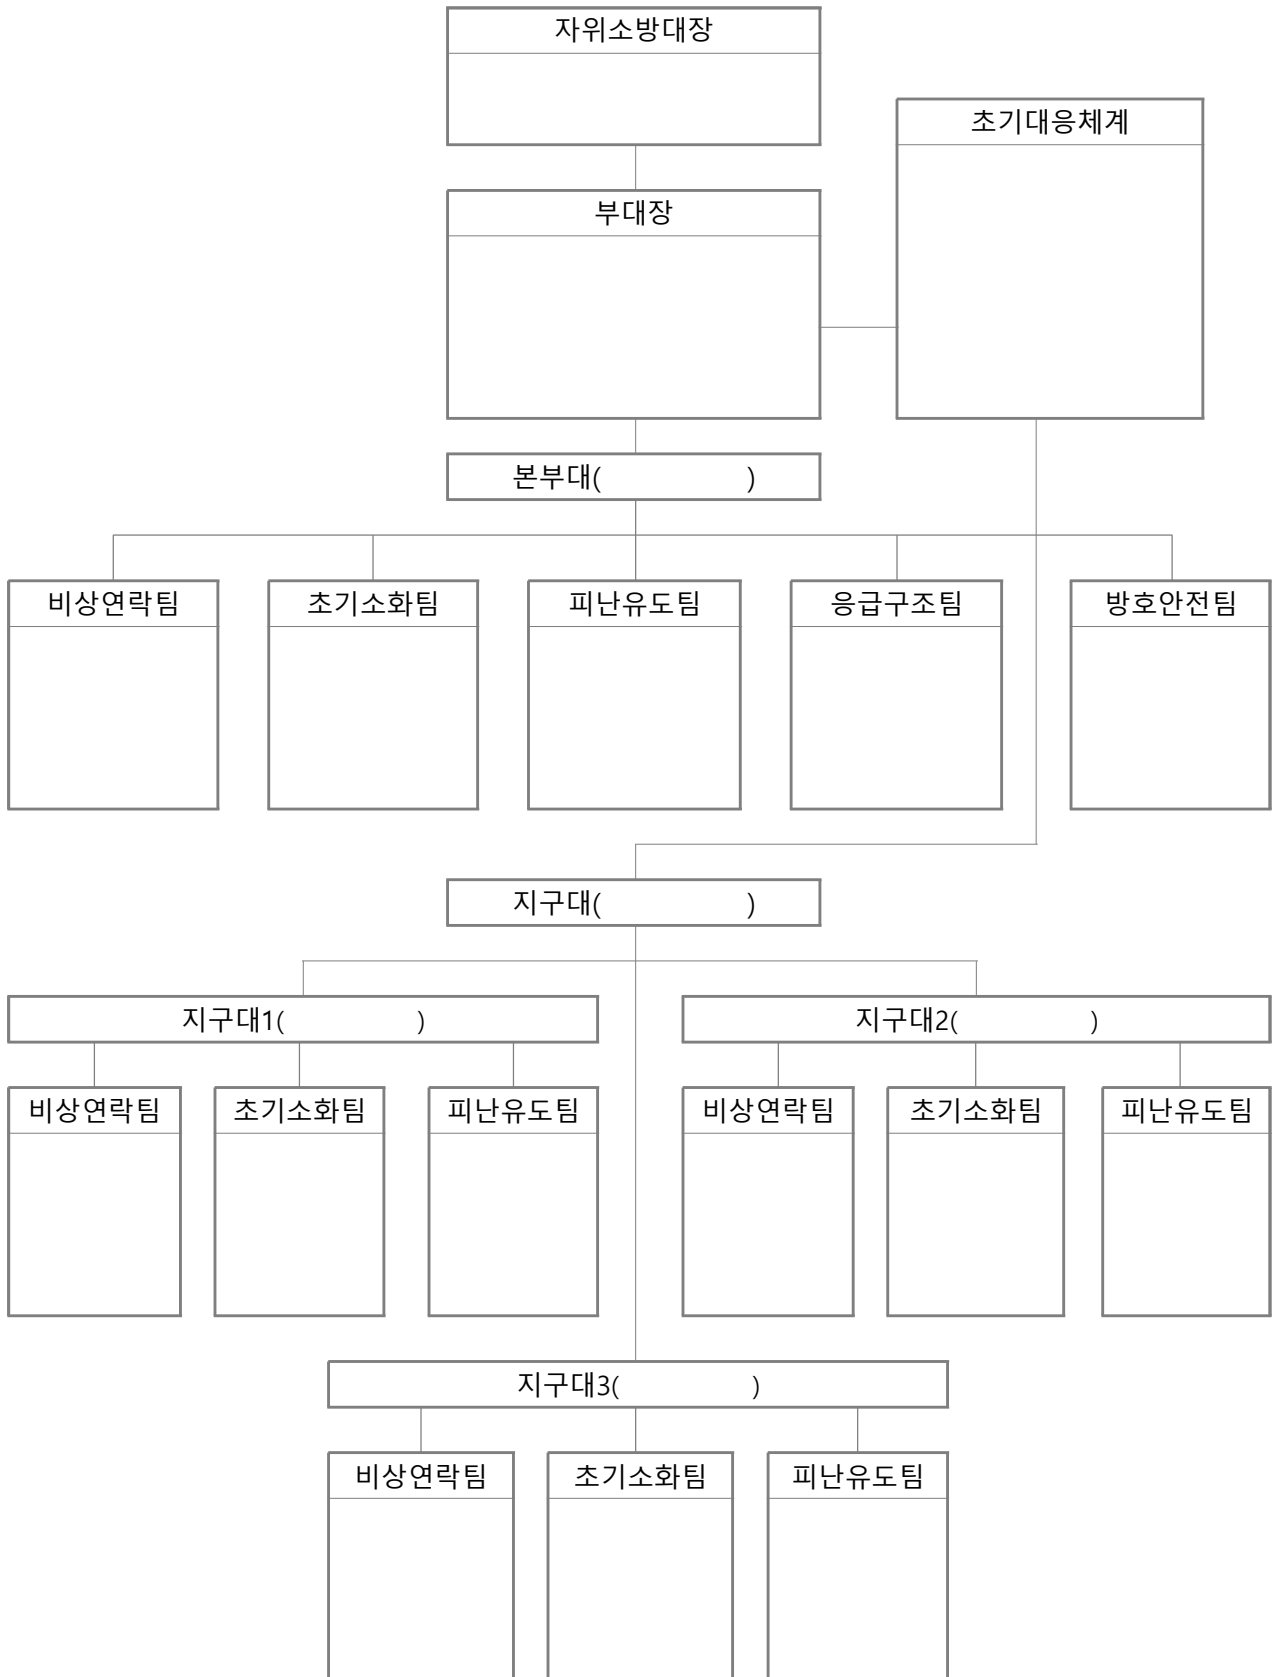 자위소방대장
초기대응체계
부대장
본부대( )
비상연락팀 초기소화팀 피난유도팀 응급구조팀 방호안전팀
지구대( )
지구대1( ) 지구대2( )
비상연락팀 초기소화팀 피난유도팀 비상연락팀 초기소화팀 피난유도팀
지구대3( )
비상연락팀 초기소화팀 피난유도팀